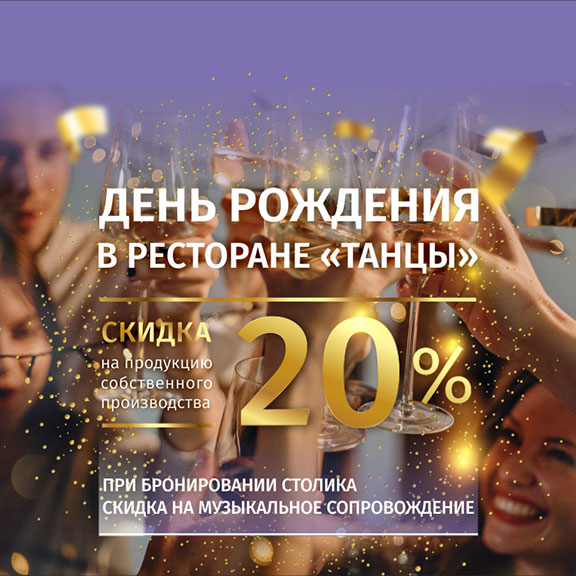 ДЕНЬ РОЖДЕНИЯ
В РЕСТОРАНЕ «ТАНЦЫ»
СКИДКА
на продукцию
собственного
производства
20%
ПРИ БРОНИРОВАНИИ СТОЛИКА
СКИДКА НА МУЗЫКАЛЬНОЕ СОПРОВОЖДЕНИЕ